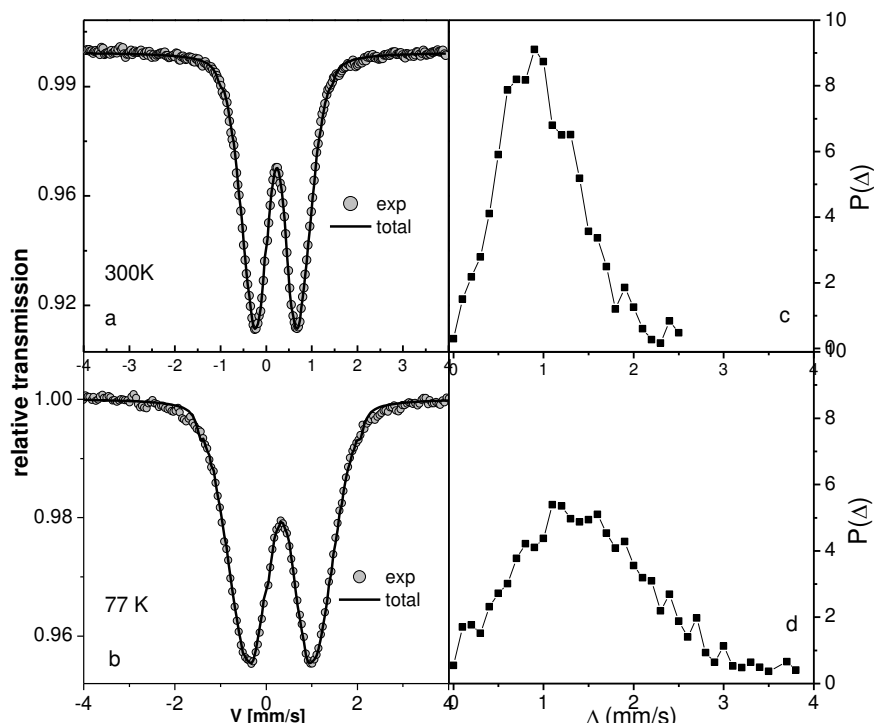 relative transmission
0.99
0.96
0.92
300K
a
exp
total
-4 -3 -2 -1 0 1 2 3 4
10
8
6
4
2
0
P(Δ)
c
0 1 2 3 4
1.00
0.98
0.96
77 K
b
exp
total
-4 -2 0 2 4
V [mm/s]
10
8
6
4
2
0
P(Δ)
d
0 1 2 3 4
Δ (mm/s)